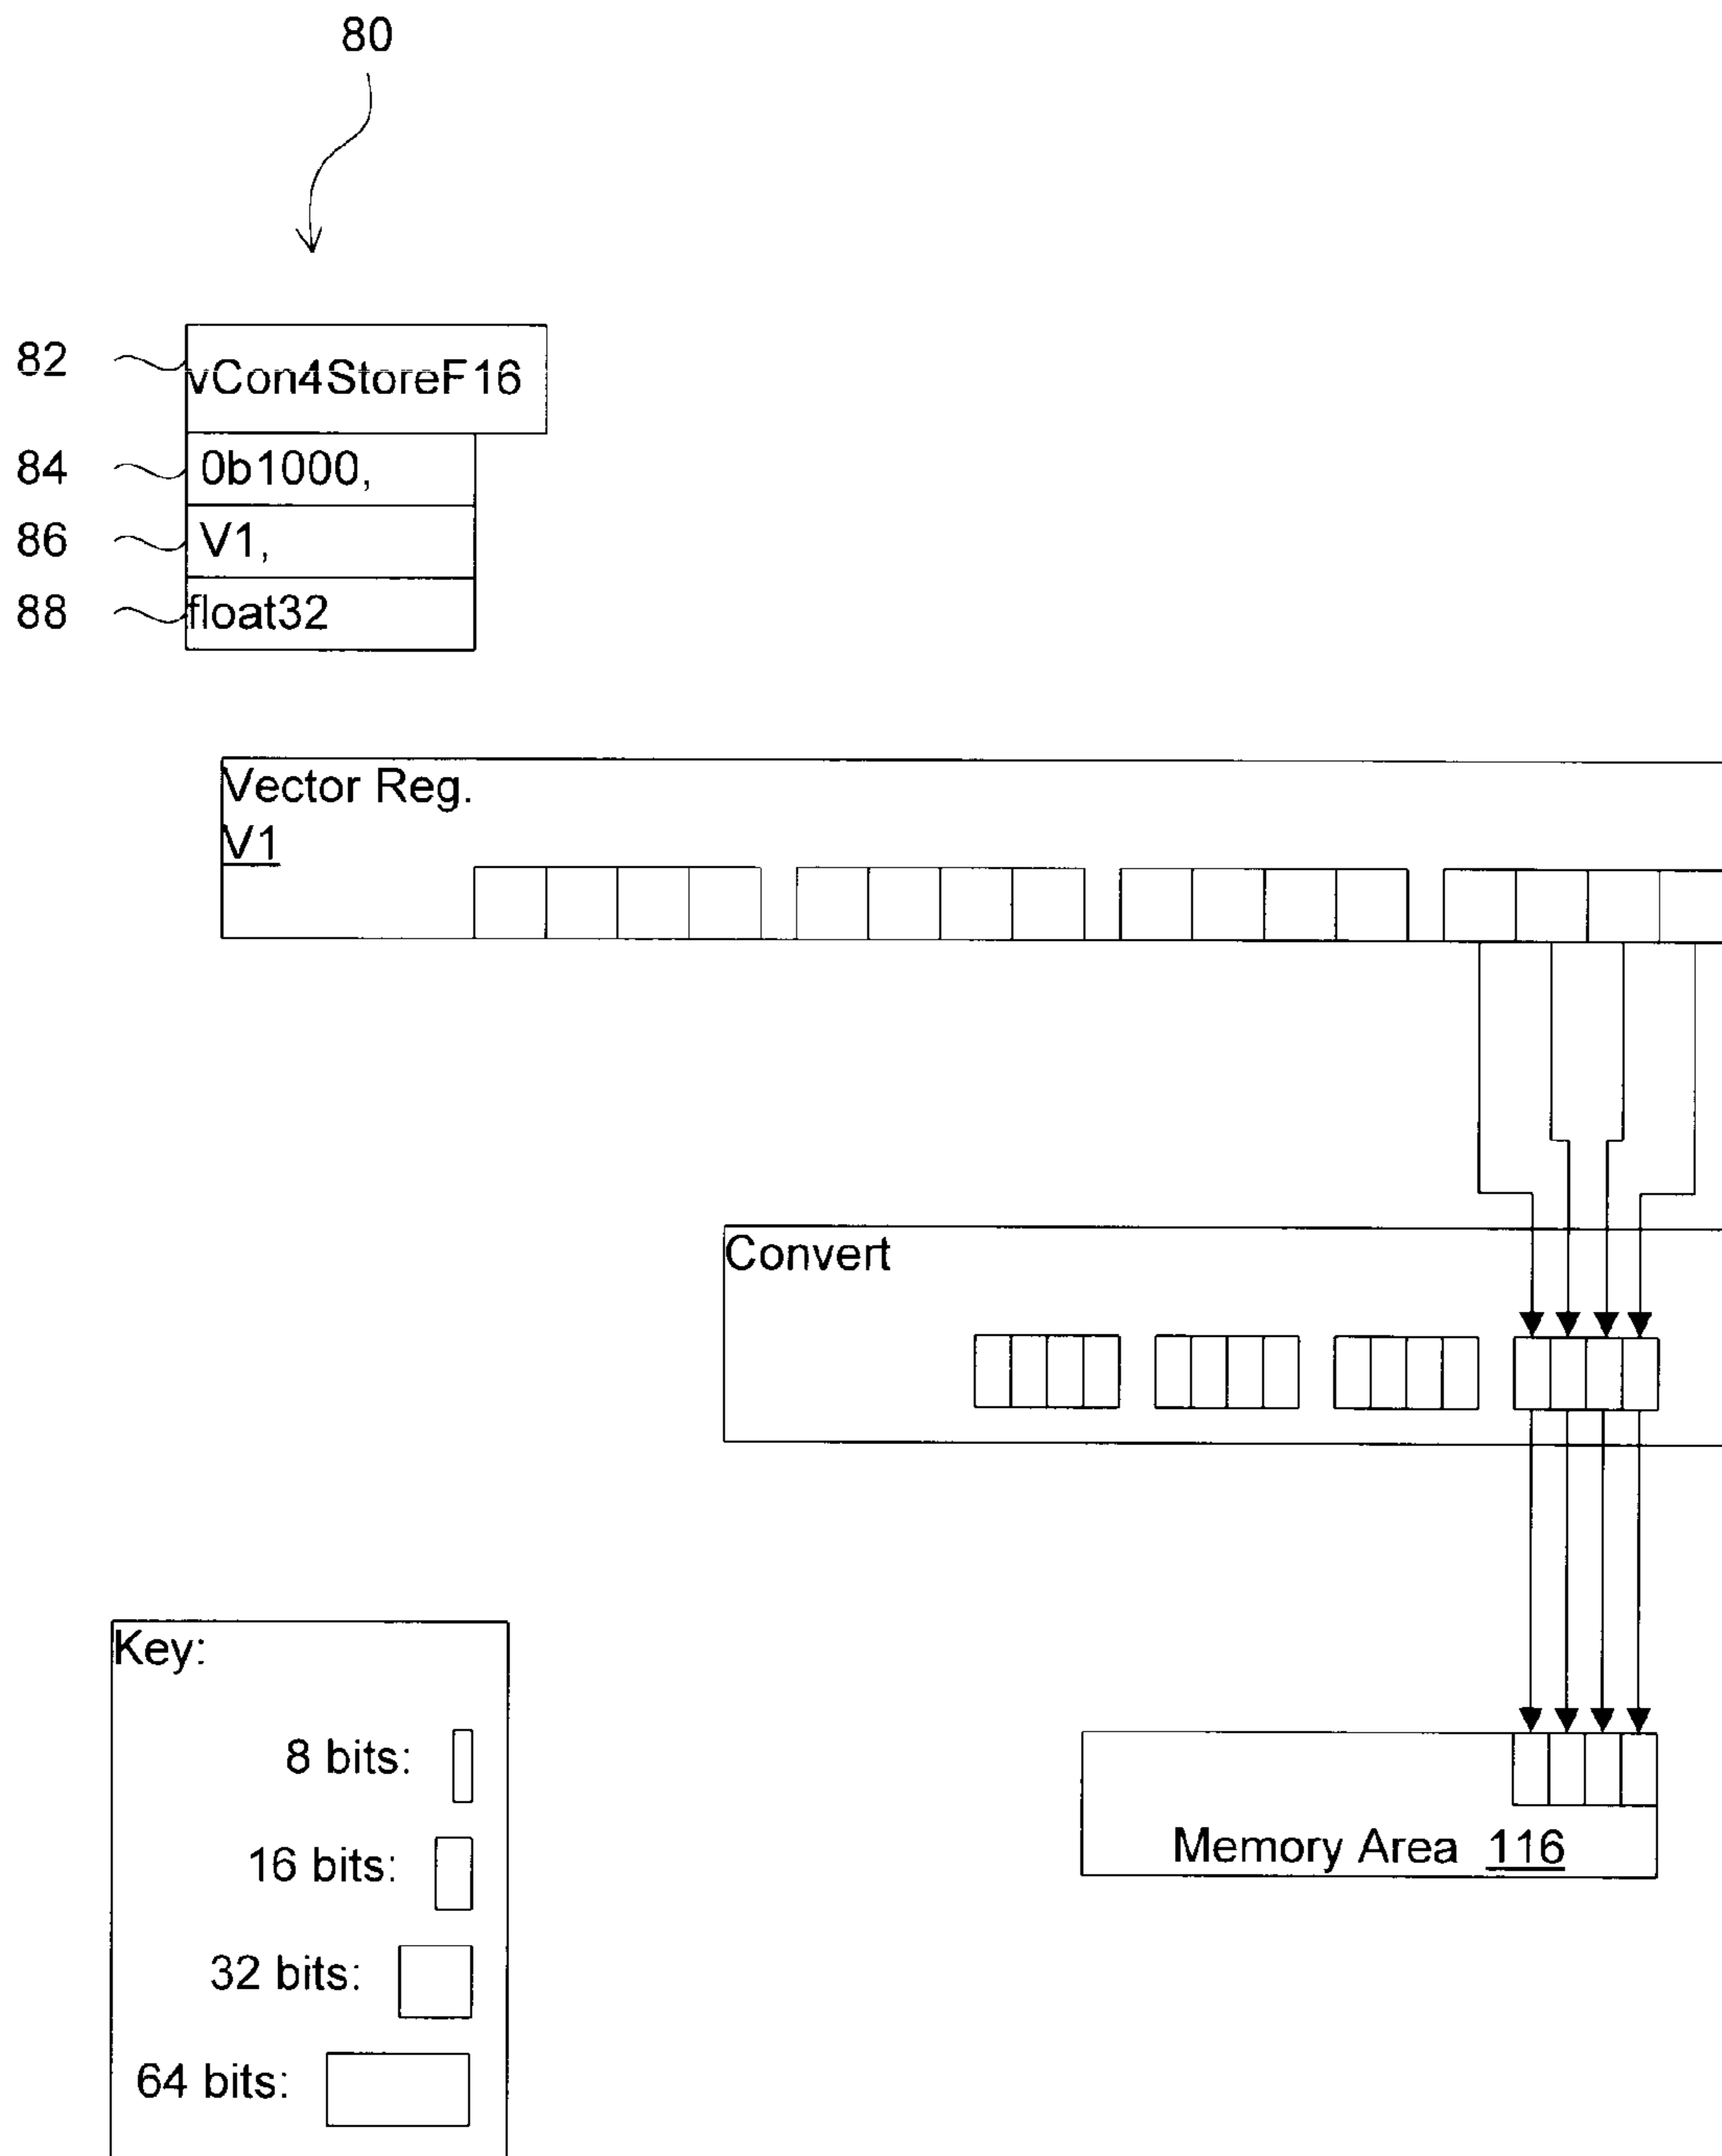 80
82 vCon4StoreF16
84 0b1000,
86 V1,
88 float32
Vector Reg.
V1
Convert
Key:
8 bits:
16 bits:
32 bits:
64 bits:
Memory Area 116